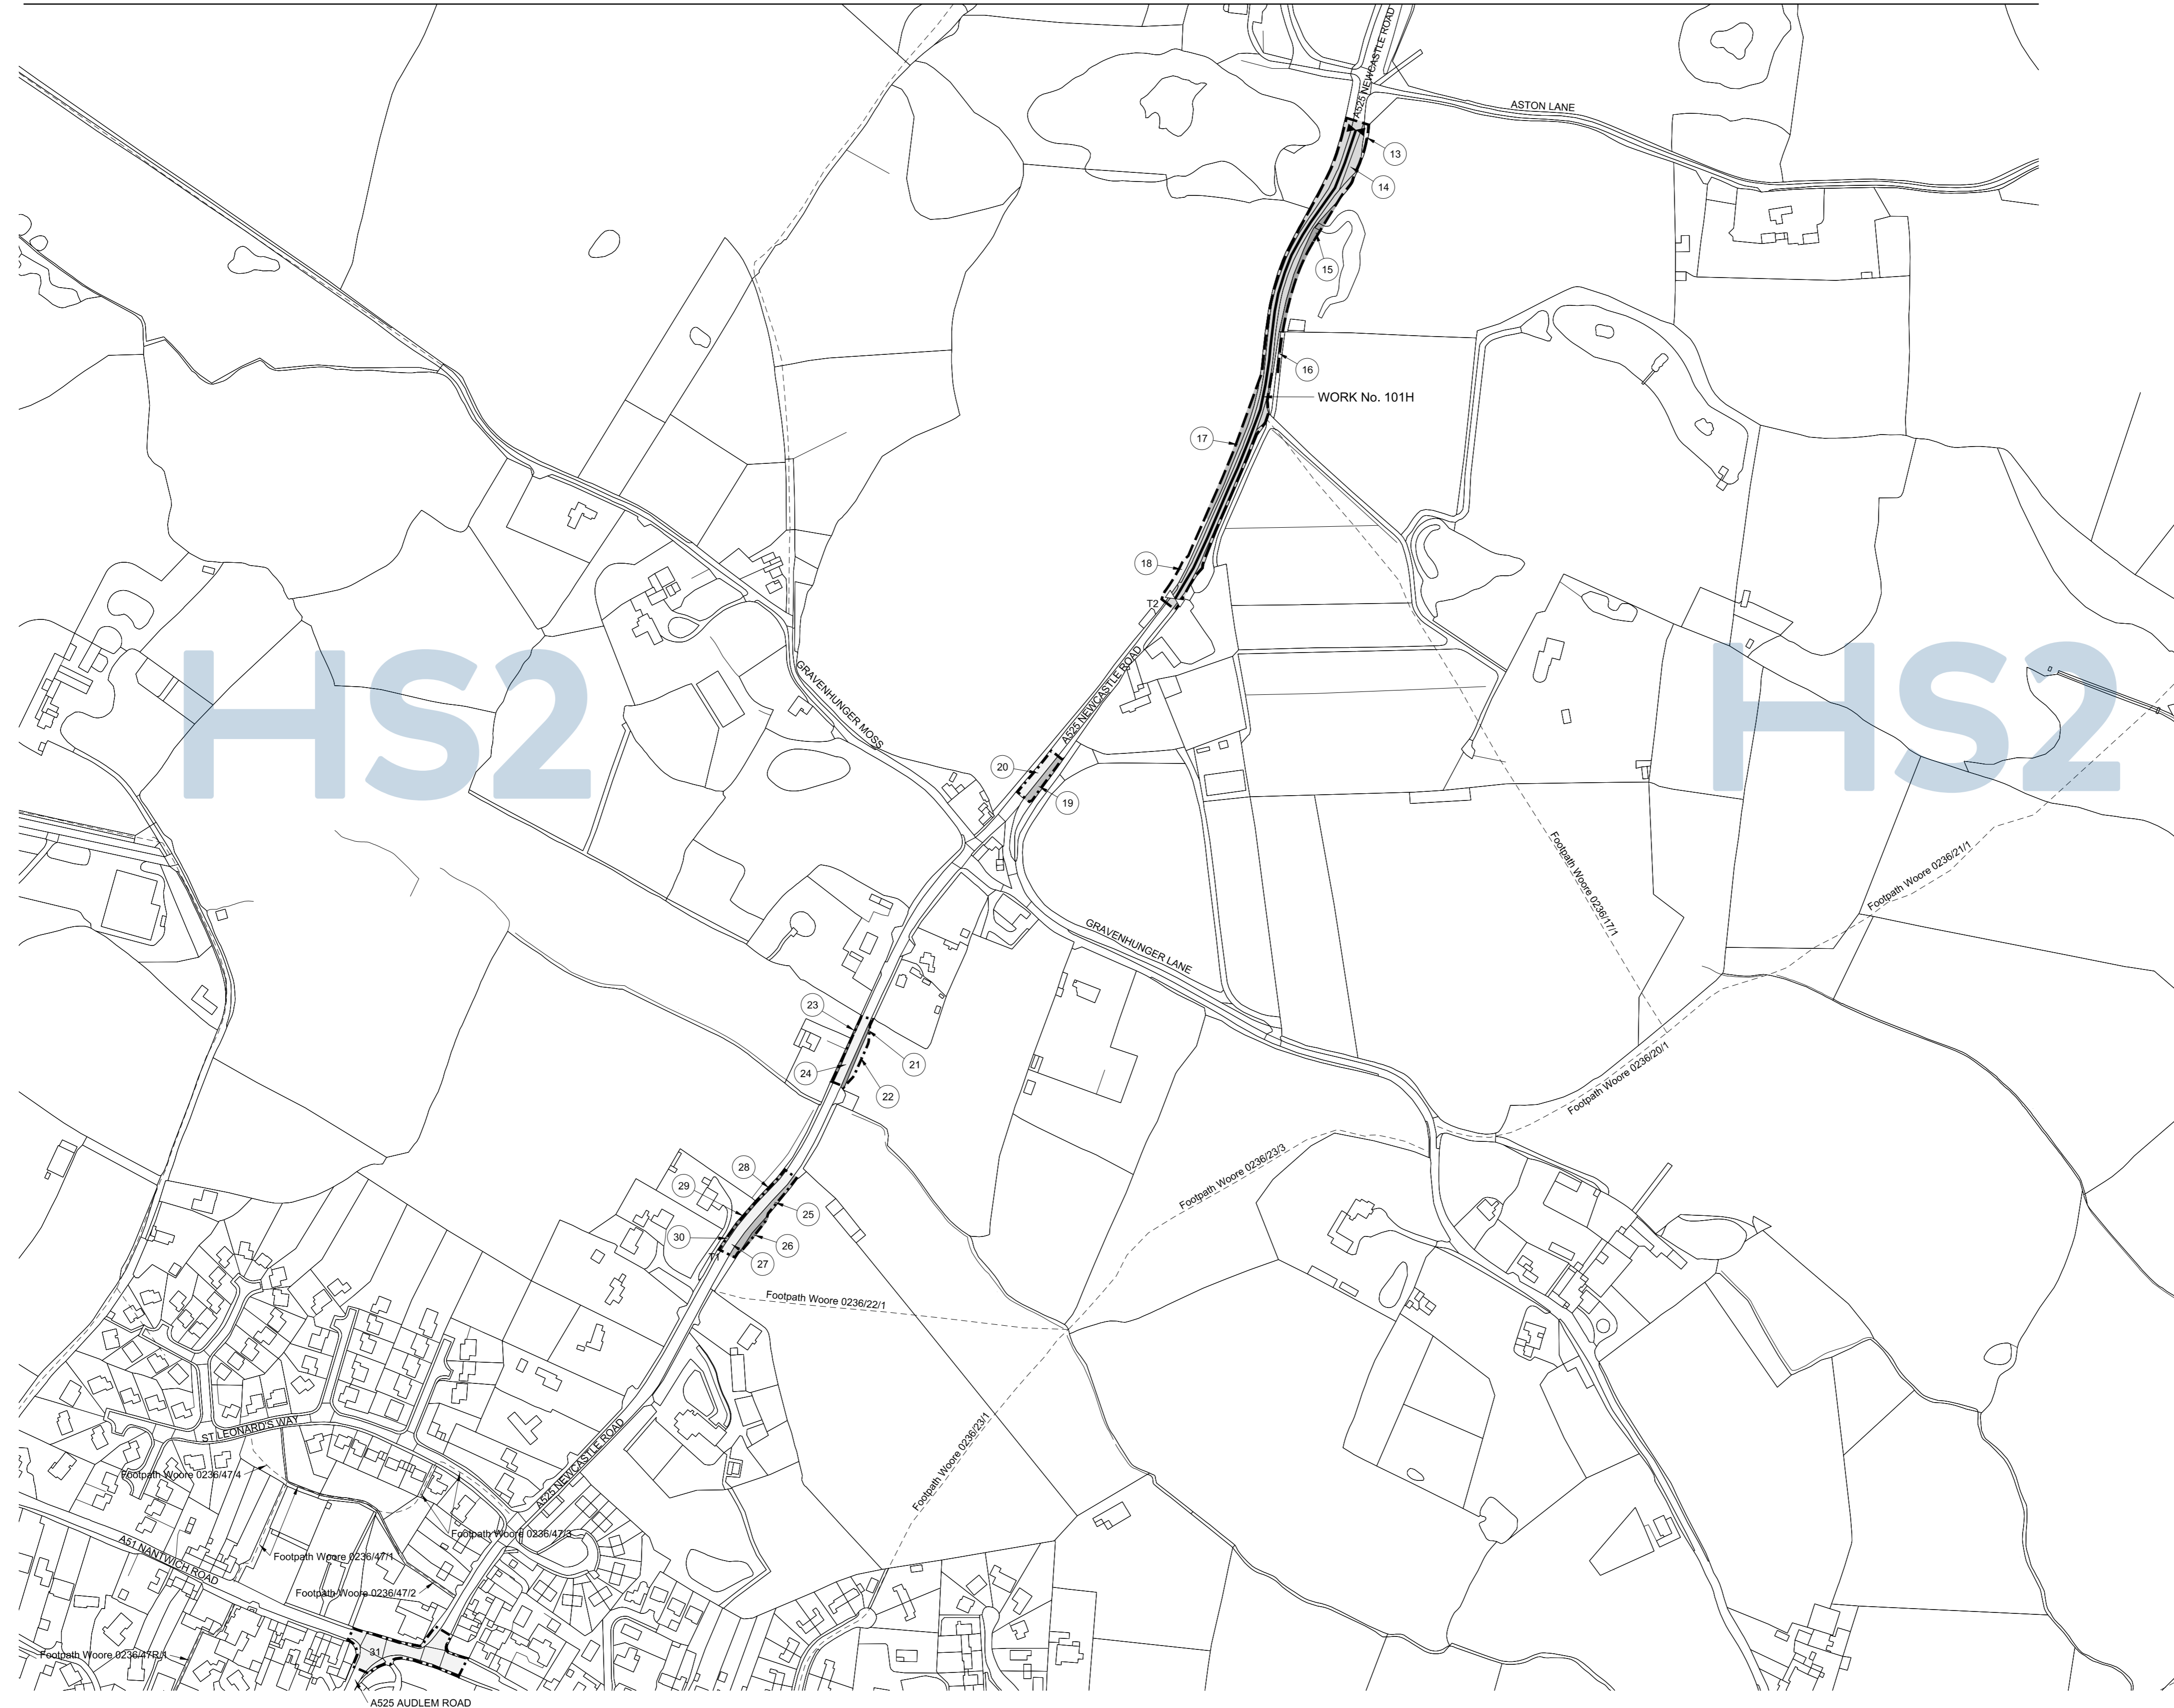 A525 NEWCASTLE ROAD
ASTON LANE
A525 NEWCASTLE ROAD
13
14
15
16
WORK No. 101H
17
18
T2
HS2
HS2
GRAVENHUNGER MOSS
A525 NEWCASTLE ROAD
20
19
Footpath Woore 0236/17/1
Footpath Woore 0236/21/1
GRAVENHUNGER LANE
23
21
24
22
Footpath Woore 0236/20/1
Footpath Woore 0236/23/3
28
29
25
30
26
T1
27
Footpath Woore 0236/22/1
ST LEONARD'S WAY
A525 NEWCASTLE ROAD
Footpath Woore 0236/23/1
Footpath Woore 0236/47/4
Footpath Woore 0236/47/3
A51 NANTWICH ROAD
Footpath Woore 0236/47/1
Footpath Woore 0236/47/2
Footpath Woore 0236/47R/1
31
A525 AUDLEM ROAD